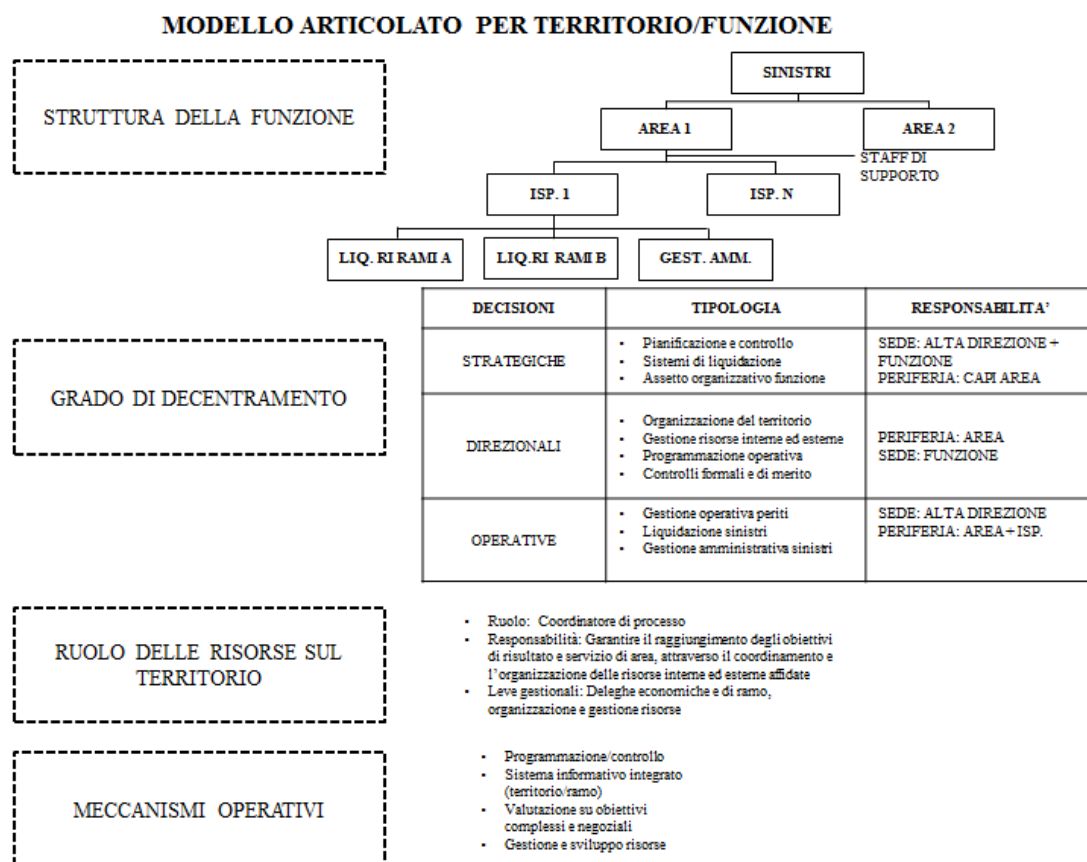 MODELLO ARTICOLATO PER TERRITORIO/FUNZIONE
STRUTTURA DELLA FUNZIONE
SINISTRI
AREA 1
AREA 2
STAFF DI
SUPPORTO
ISP. 1
ISP. N
LIQ. RI RAMI A
LIQ.RI RAMI B
GEST. AMM.
GRADO DI DECENTRAMENTO
DECISIONI
TIPOLOGIA
RESPONSABILITA'
STRATEGICHE
• Pianificazione e controllo
• Sistemi di liquidazione
• Assetto organizzativo funzione
SEDE: ALTA DIREZIONE +
FUNZIONE
PERIFERIA: CAPI AREA
DIREZIONALI
• Organizzazione del territorio
• Gestione risorse interne ed esterne
• Programmazione operativa
• Controlli formali e di merito
PERIFERIA: AREA
SEDE: FUNZIONE
OPERATIVE
• Gestione operativa periti
• Liquidazione sinistri
• Gestione amministrativa sinistri
SEDE: ALTA DIREZIONE
PERIFERIA: AREA + ISP.
RUOLO DELLE RISORSE SUL
TERRITORIO
• Ruolo: Coordinatore di processo
• Responsabilità: Garantire il raggiungimento degli obiettivi
di risultato e servizio di area, attraverso il coordinamento e
l'organizzazione delle risorse interne ed esterne affidate
• Leve gestionali: Deleghe economiche e di ramo,
organizzazione e gestione risorse
MECCANISMI OPERATIVI
• Programmazione/controllo
• Sistema informativo integrato
(territorio/ramo)
• Valutazione su obiettivi
complessi e negoziali
• Gestione e sviluppo risorse